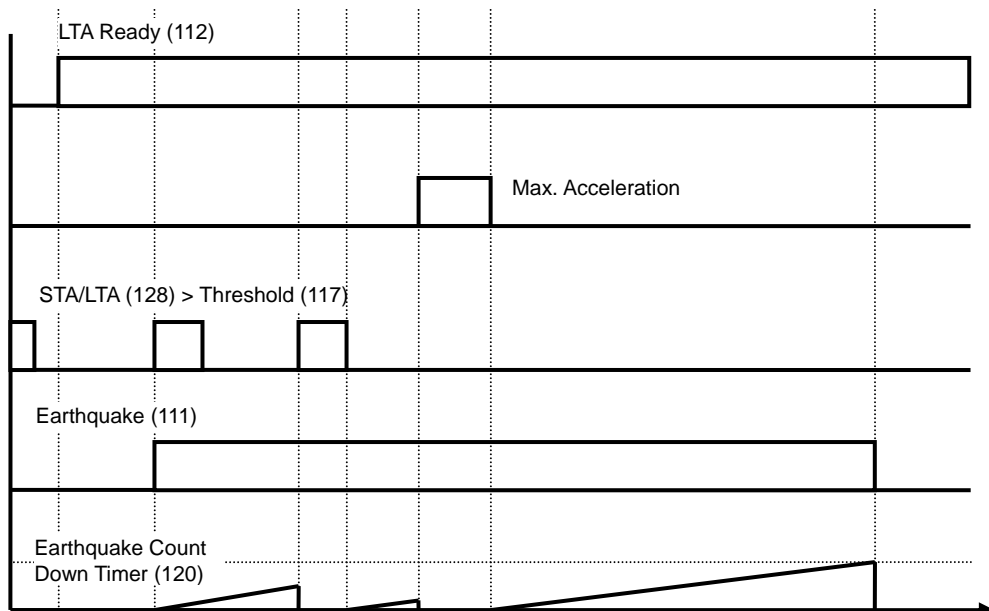 LTA Ready (112)
Max. Acceleration
STA/LTA (128) > Threshold (117)
Earthquake (111)
Earthquake Count
Down Timer (120)